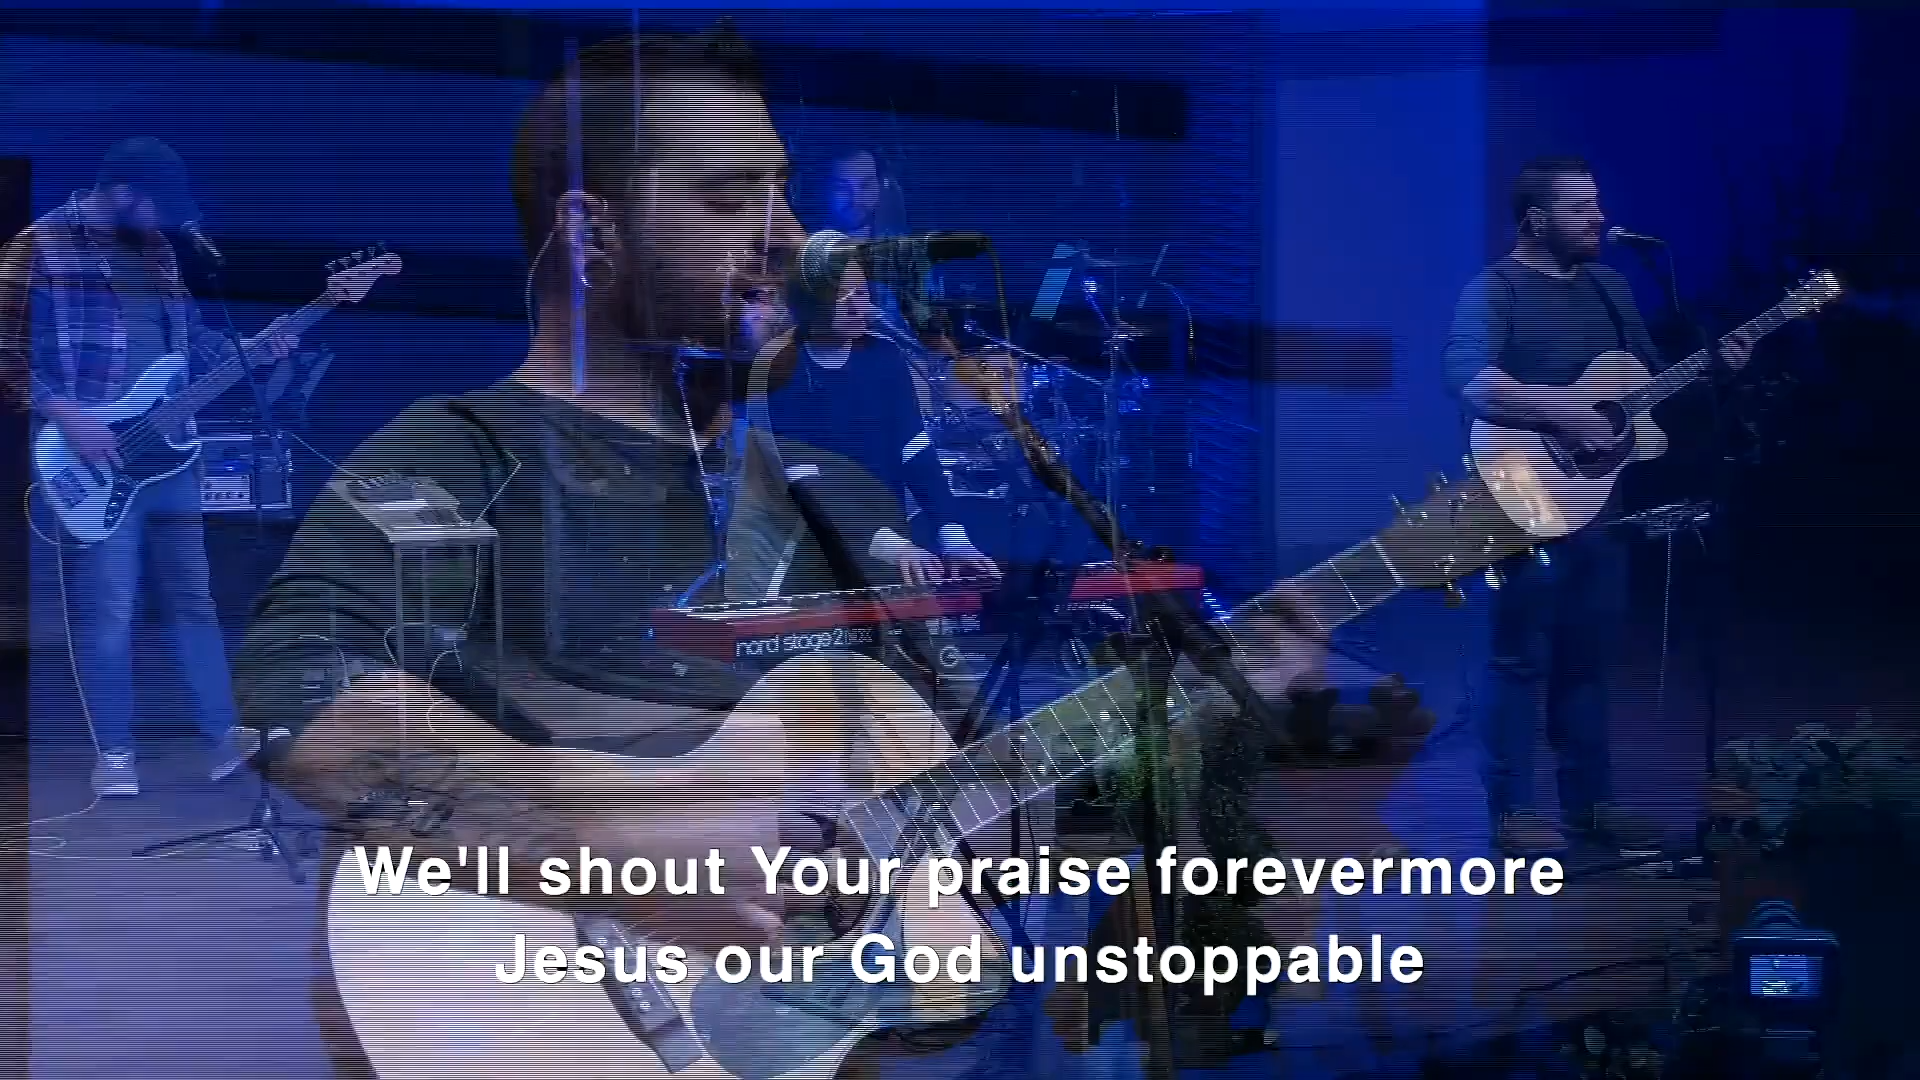 nord stage 2
We'll shout Your praise forevermore
Jesus our God unstoppable